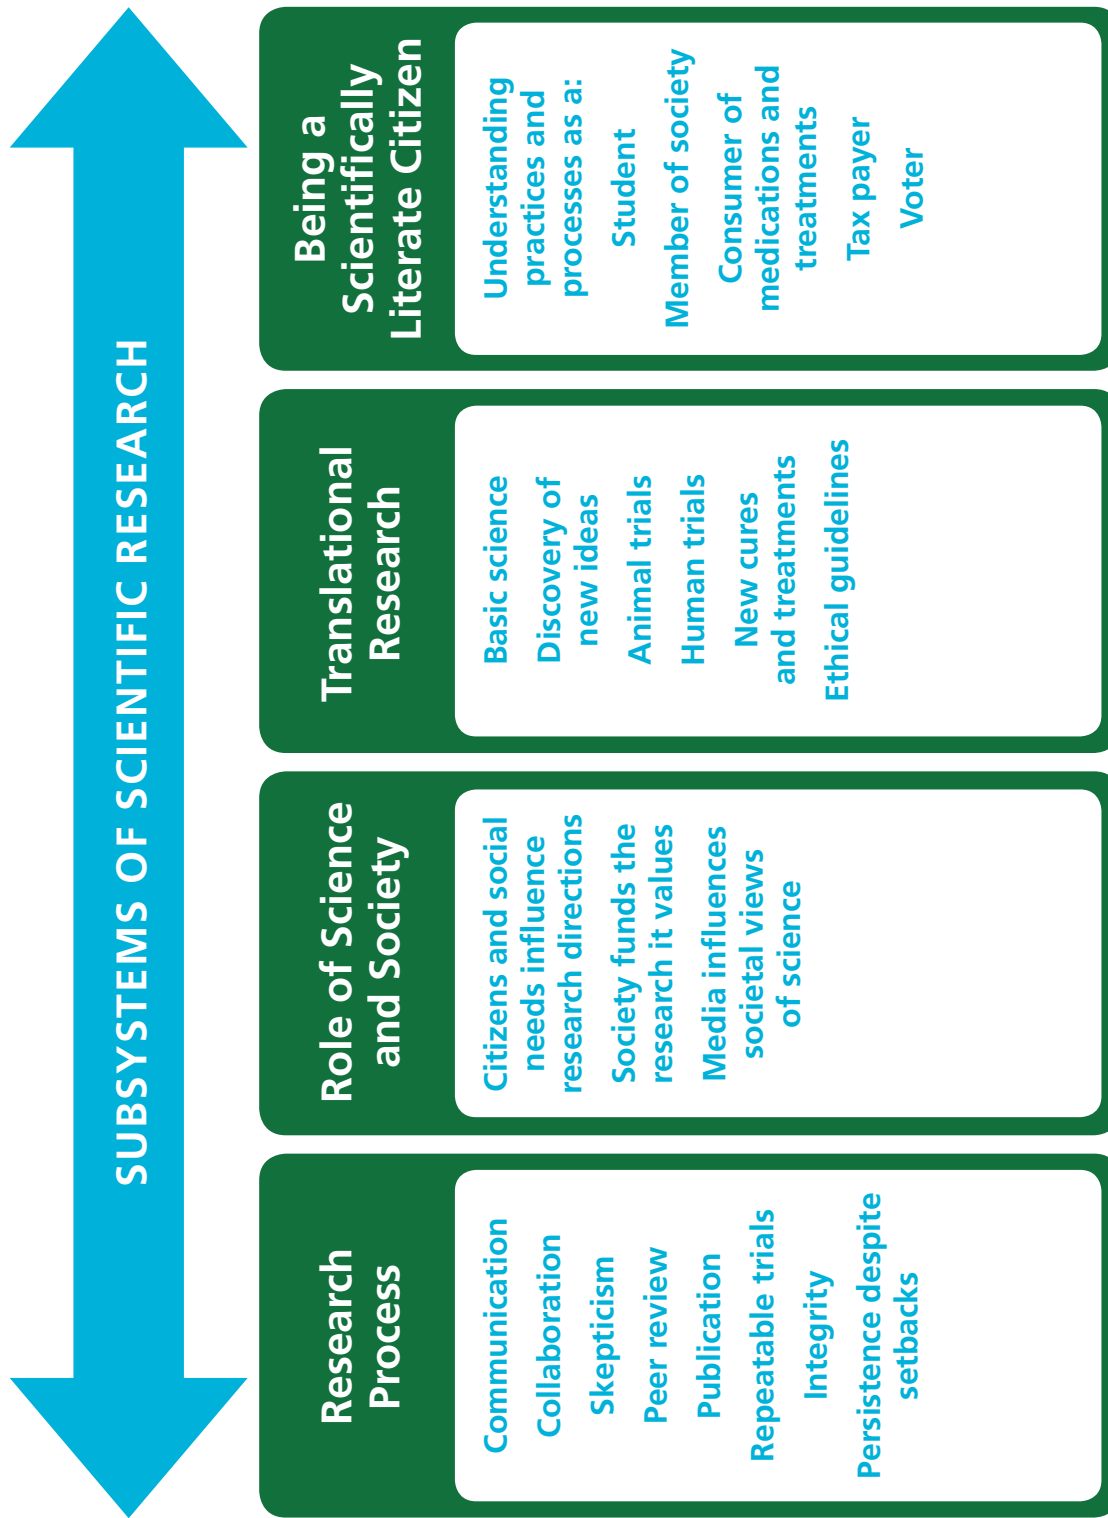 SUBSYSTEMS OF SCIENTIFIC RESEARCH
Research
Process
Communication
Collaboration
Skepticism
Peer review
Publication
Repeatable trials
Integrity
Persistence despite
setbacks
Role of Science
and Society
Citizens and social
needs influence
research directions
Society funds the
research it values
Media influences
societal views
of science
Translational
Research
Basic science
Discovery of
new ideas
Animal trials
Human trials
New cures
and treatments
Ethical guidelines
Being a
Scientifically
Literate Citizen
Understanding
practices and
processes as a:
Student
Member of society
Consumer of
medications and
treatments
Tax payer
Voter